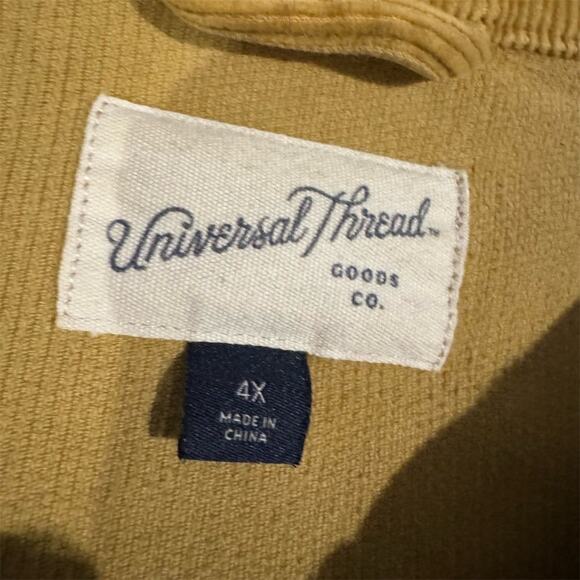 Universal Thread™
GOODS
CO.
4X
MADE IN
CHINA